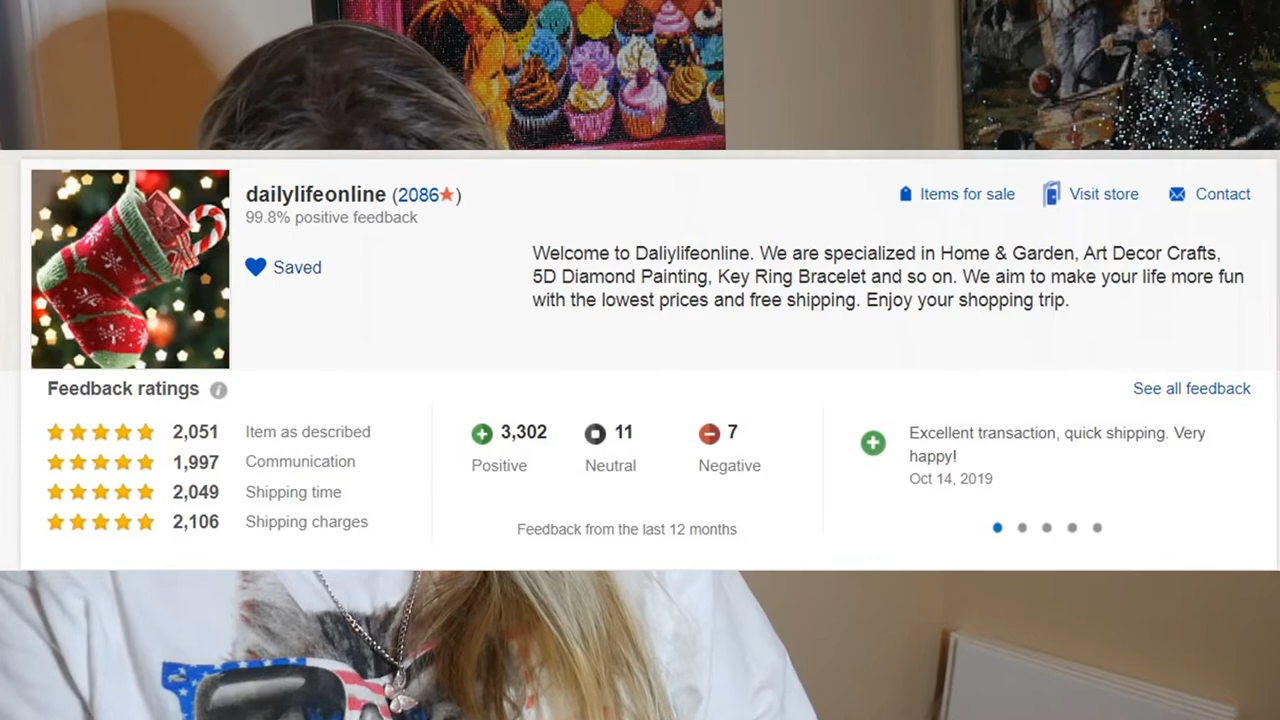 dailylifeonline (2086★)
99.8% positive feedback
Saved
Items for sale
Visit store
Contact
Welcome to Daliylifeonline. We are specialized in Home & Garden, Art Decor Crafts,
5D Diamond Painting, Key Ring Bracelet and so on. We aim to make your life more fun
with the lowest prices and free shipping. Enjoy your shopping trip.
Feedback ratings
See all feedback
2,051 Item as described
1,997 Communication
2,049 Shipping time
2,106 Shipping charges
3,302 Positive
11 Neutral
7 Negative
Feedback from the last 12 months
Excellent transaction, quick shipping. Very
happy!
Oct 14, 2019